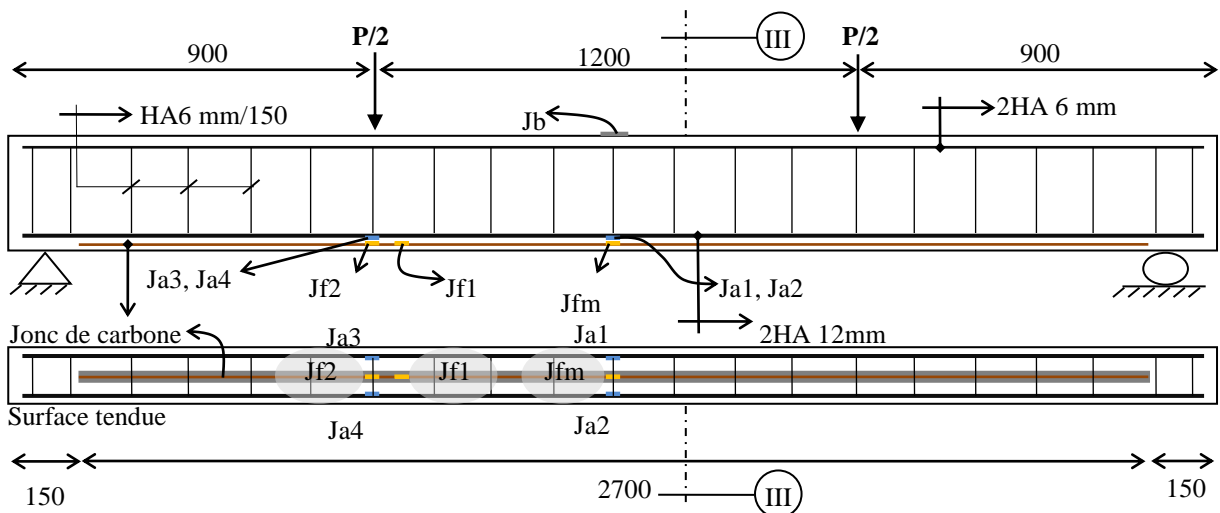 P/2
III
P/2
900
1200
900
HA6 mm/150
Jb
2HA 6 mm
Ja3, Ja4
Jf2
Jf1
Jfm
Ja1, Ja2
Jonc de carbone
Ja3
Ja1
2HA 12mm
Jf2
Jf1
Jfm
Surface tendue
Ja4
Ja2
150
2700
III
150